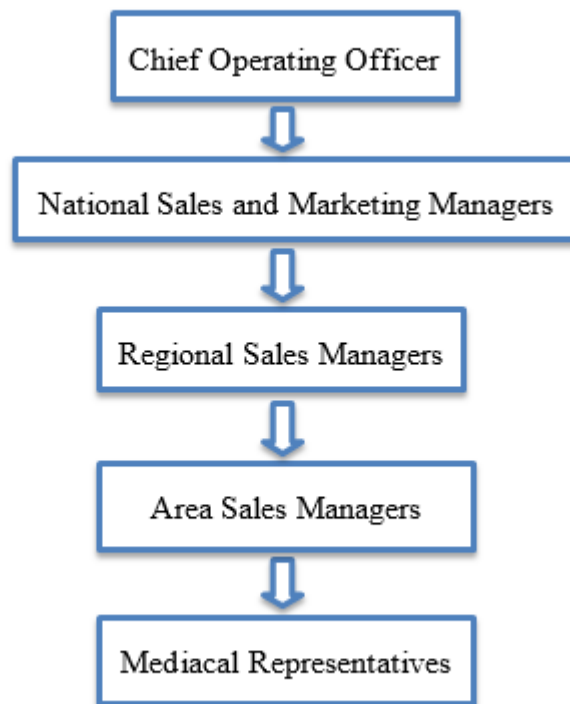 Chief Operating Officer
National Sales and Marketing Managers
Regional Sales Managers
Area Sales Managers
Mediacal Representatives